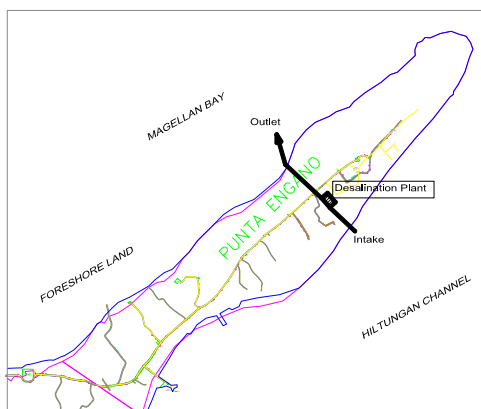 MAGELLAN BAY
Outlet
PUNTA ENGANO
Desalination Plant
Intake
FORESHORE LAND
HILTUNGAN CHANNEL